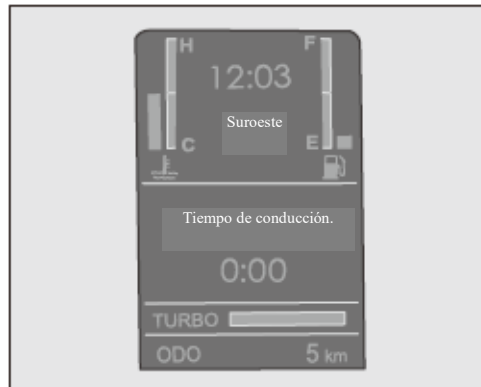 H F
12:03
Suroeste
C E
Tiempo de conducción.
0:00
TURBO
ODO 5 km